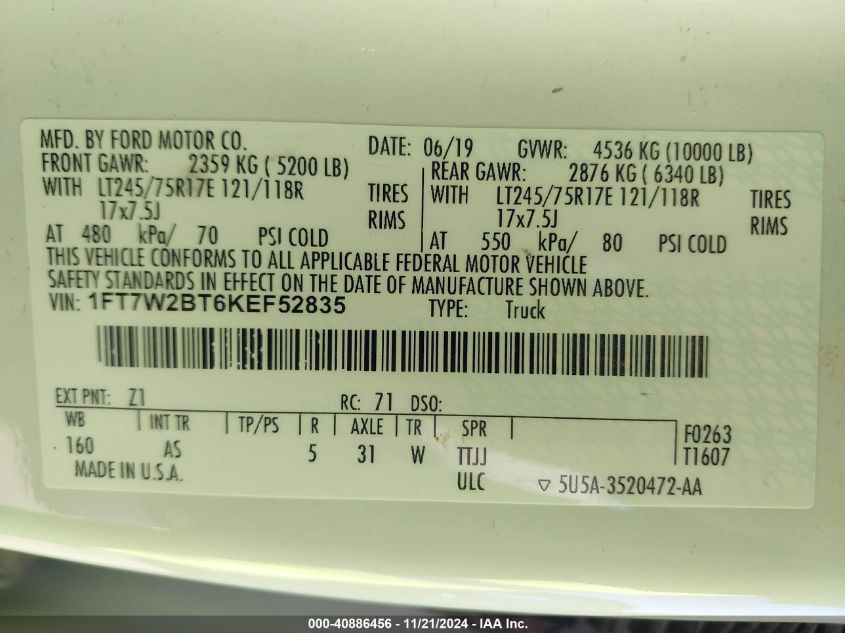 MFD. BY FORD MOTOR CO.
DATE: 06/19 GVWR: 4536 KG (10000 LB)
FRONT GAWR: 2359 KG ( 5200 LB)
WITH LT245/75R17E 121/118R TIRES
17x7.5J RIMS
AT 480 kPa/ 70 PSI COLD
REAR GAWR: 2876 KG ( 6340 LB)
WITH LT245/75R17E 121/118R TIRES
17x7.5J RIMS
AT 550 kPa/ 80 PSI COLD
THIS VEHICLE CONFORMS TO ALL APPLICABLE FEDERAL MOTOR VEHICLE
SAFETY STANDARDS IN EFFECT ON THE DATE OF MANUFACTURE SHOWN ABOVE.
VIN: 1FT7W2BT6KEF52835 TYPE: Truck
EXT PNT: Z1 RC: 71 DSO:
WB INT TR TP/PS R AXLE TR SPR F0263
160 AS 5 31 W TTJJ T1607
MADE IN U.S.A. ULC 5U5A-3520472-AA
000-40886456 - 11/21/2024 - IAA Inc.